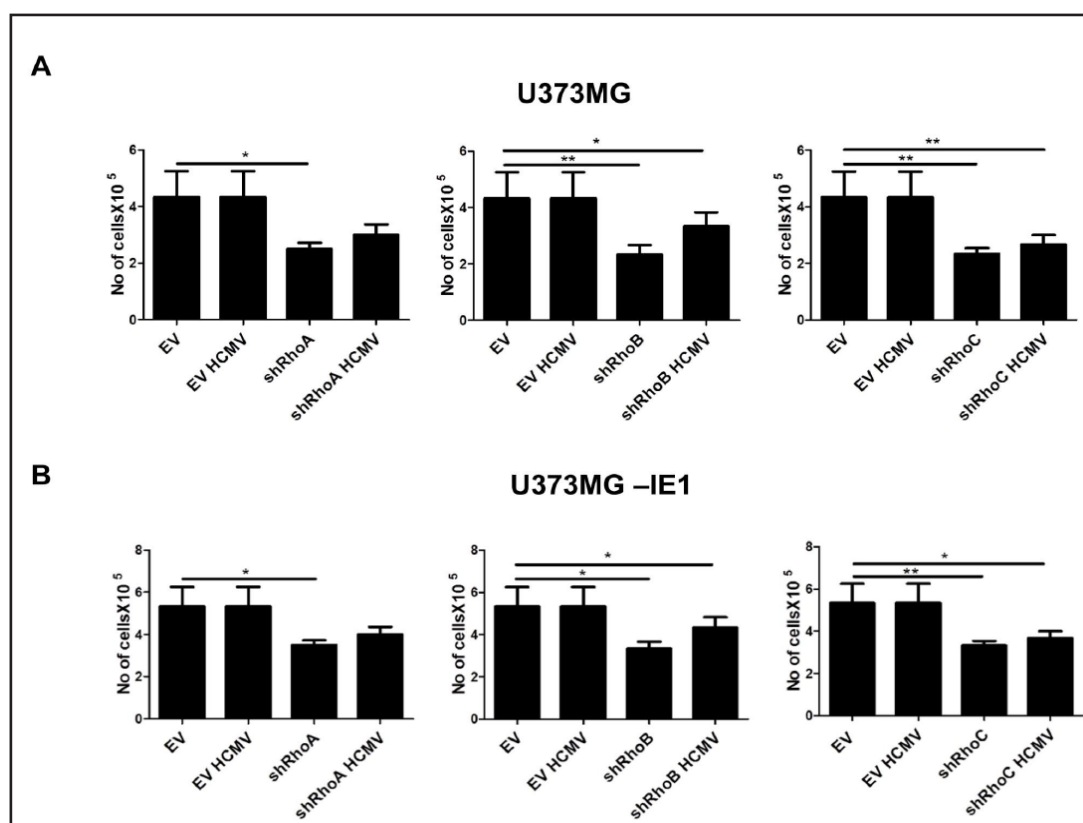 A
U373MG
No of cellsX10 5
6
4
2
0
*
EV
EV HCMV
shRhoA
shRhoA HCMV
No of cellsX10 5
6
4
2
0
*
**
EV
EV HCMV
shRhoB
shRhoB HCMV
No of cellsX10 5
6
4
2
0
**
**
EV
EV HCMV
shRhoC
shRhoC HCMV
B
U373MG –IE1
No of cellsX10 5
8
6
4
2
0
*
EV
EV HCMV
shRhoA
shRhoA HCMV
No of cellsX10 5
8
6
4
2
0
*
*
EV
EV HCMV
shRhoB
shRhoB HCMV
No of cellsX10 5
8
6
4
2
0
*
**
EV
EV HCMV
shRhoC
shRhoC HCMV